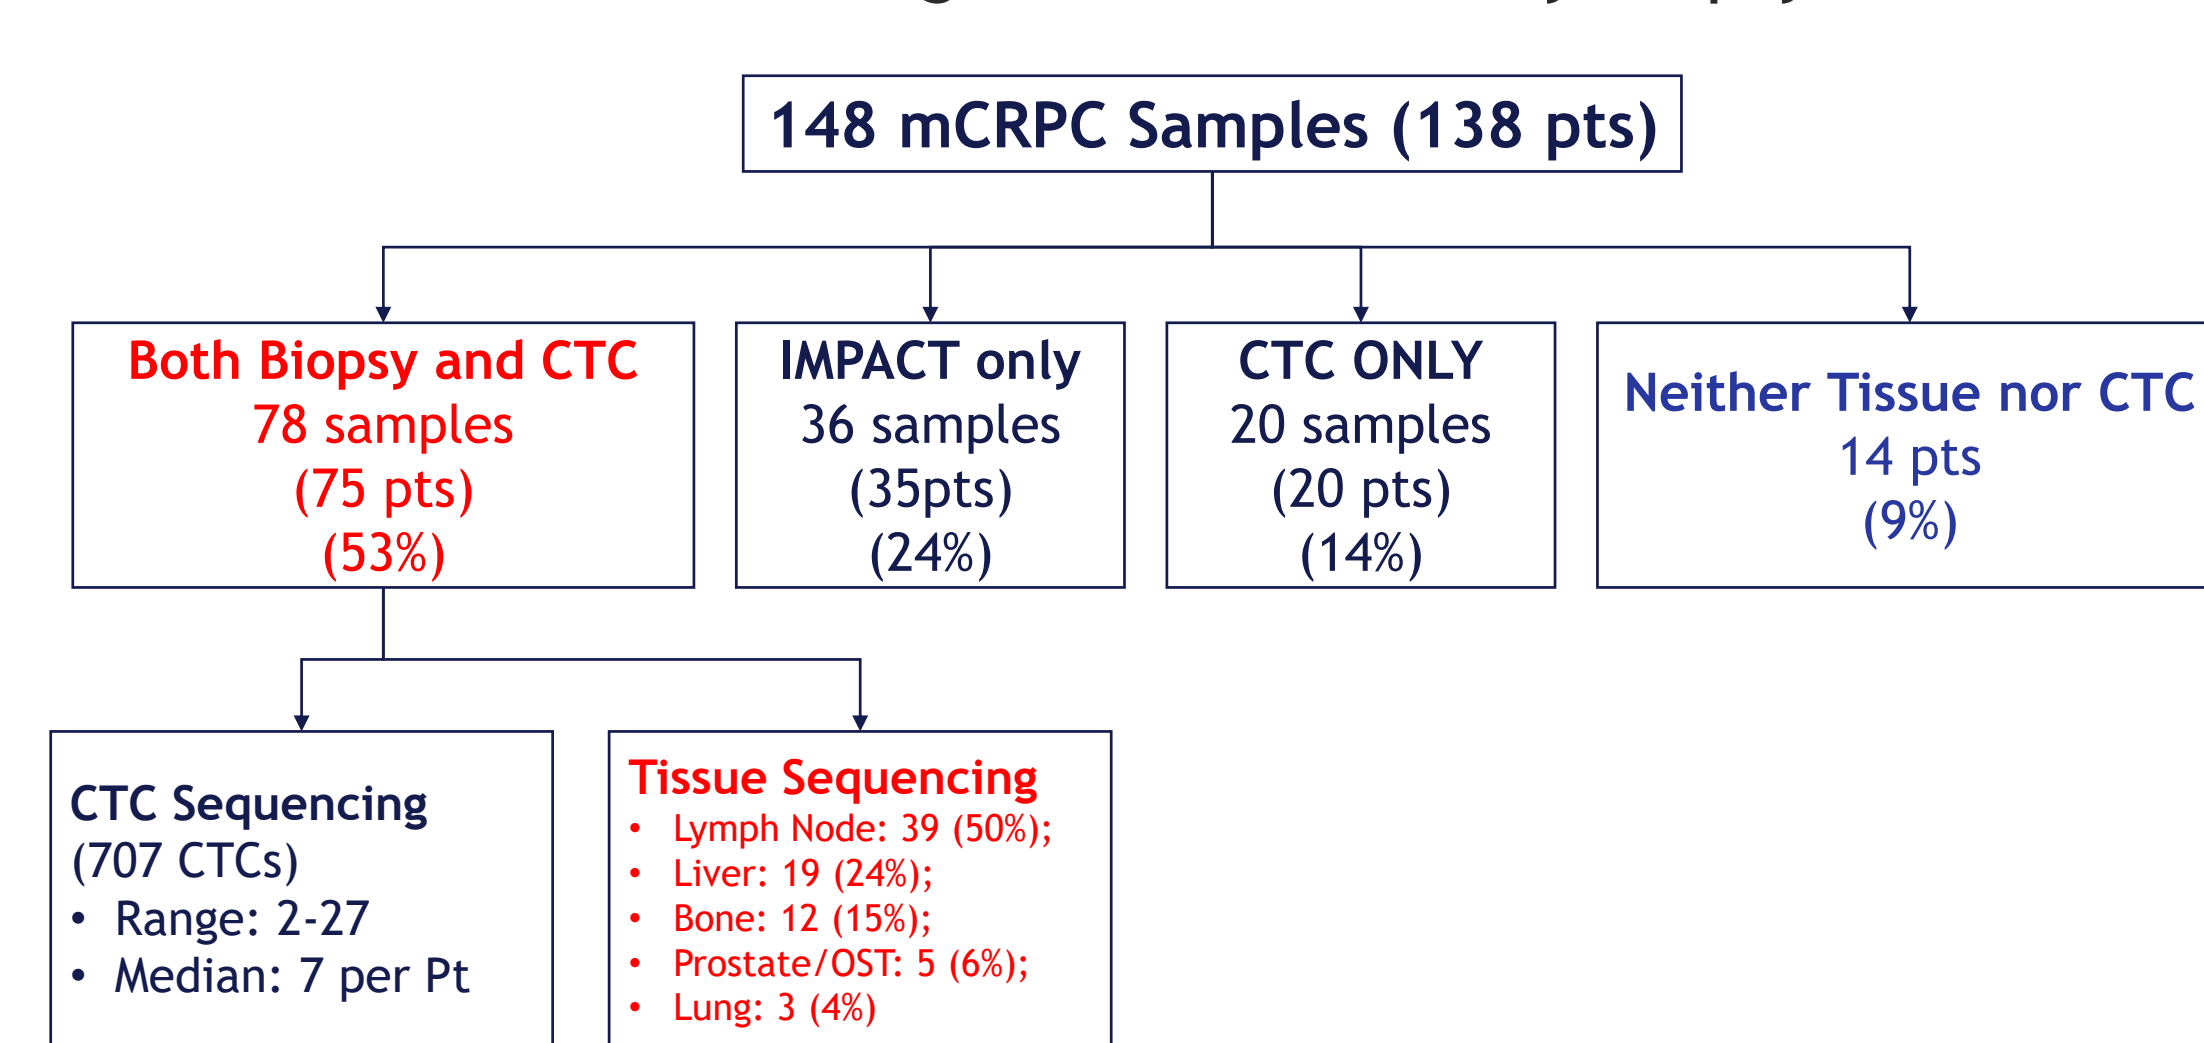 148 mCRPC Samples (138 pts)
Both Biopsy and CTC
78 samples
(75 pts)
(53%)
IMPACT only
36 samples
(35pts)
(24%)
CTC ONLY
20 samples
(20 pts)
(14%)
Neither Tissue nor CTC
14 pts
(9%)
CTC Sequencing
(707 CTCs)
• Range: 2-27
• Median: 7 per Pt
Tissue Sequencing
• Lymph Node: 39 (50%);
• Liver: 19 (24%);
• Bone: 12 (15%);
• Prostate/OST: 5 (6%);
• Lung: 3 (4%)